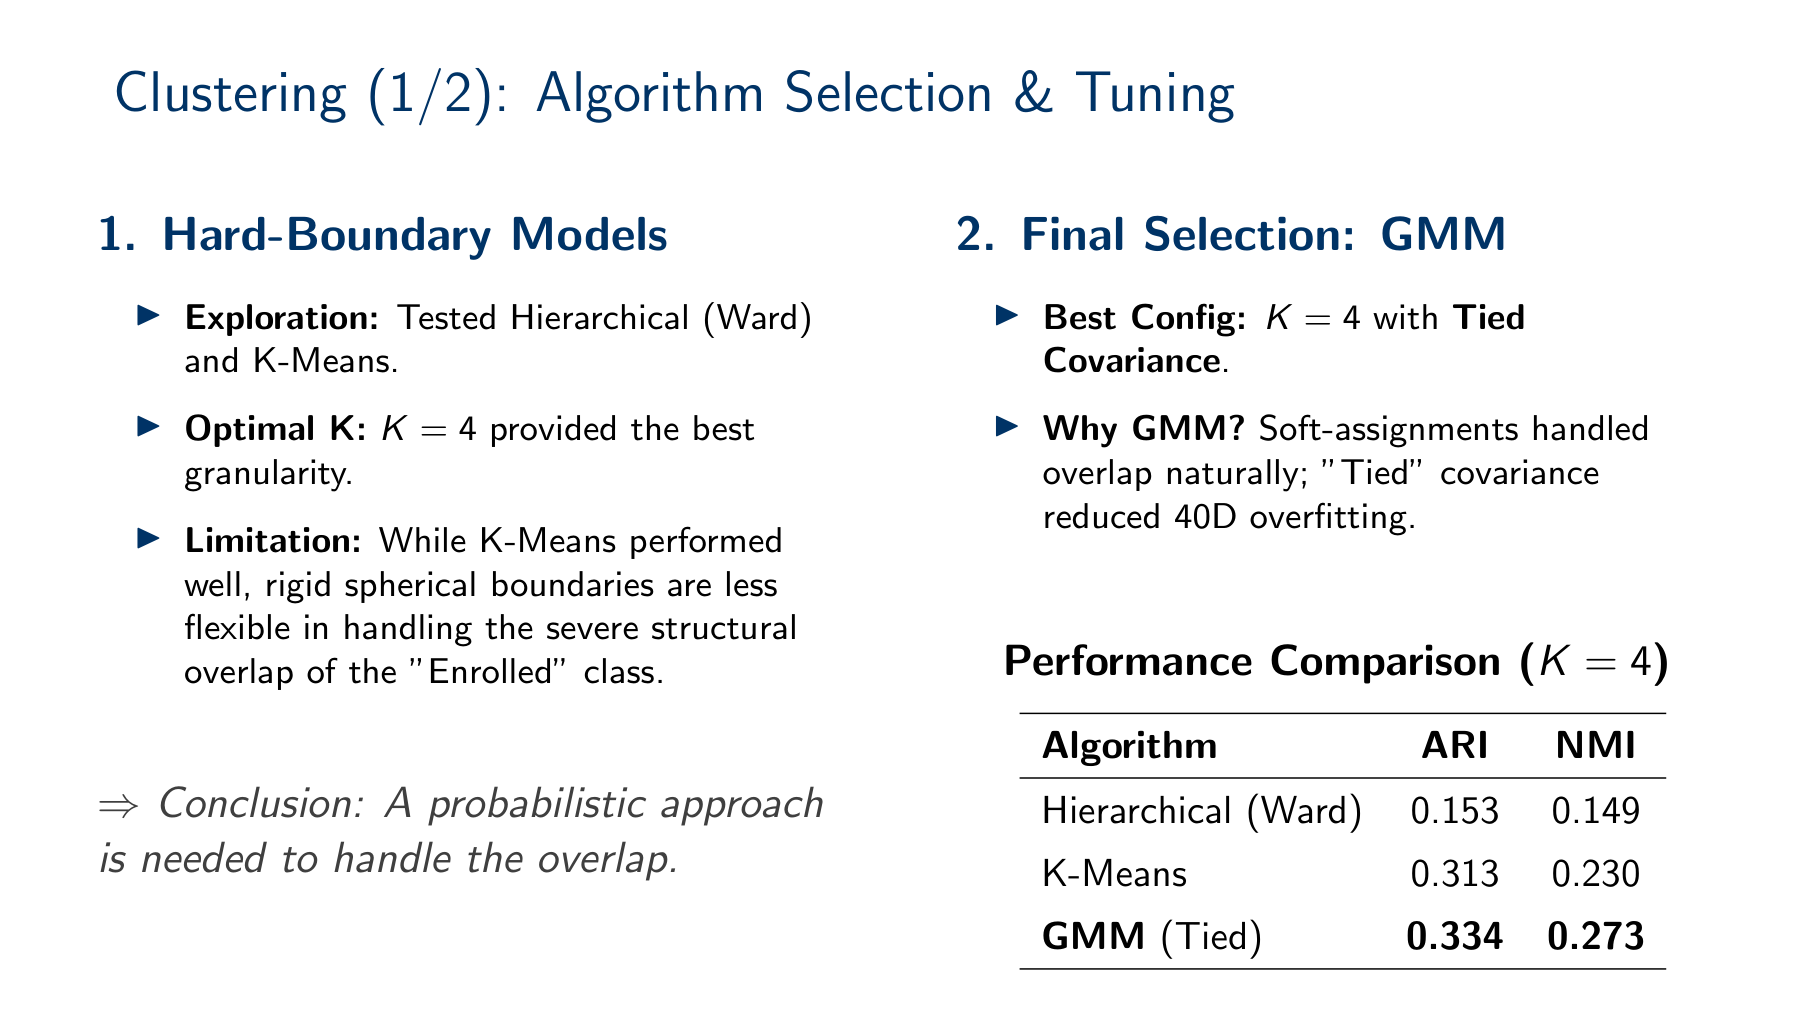 Clustering (1/2): Algorithm Selection & Tuning
1. Hard-Boundary Models
▶ Exploration: Tested Hierarchical (Ward)
and K-Means.
▶ Optimal K: K = 4 provided the best
granularity.
▶ Limitation: While K-Means performed
well, rigid spherical boundaries are less
flexible in handling the severe structural
overlap of the ”Enrolled” class.
⇒ Conclusion: A probabilistic approach
is needed to handle the overlap.
2. Final Selection: GMM
▶ Best Config: K = 4 with Tied
Covariance.
▶ Why GMM? Soft-assignments handled
overlap naturally; ”Tied” covariance
reduced 40D overfitting.
Performance Comparison (K = 4)
Algorithm ARI NMI
Hierarchical (Ward) 0.153 0.149
K-Means 0.313 0.230
GMM (Tied) 0.334 0.273